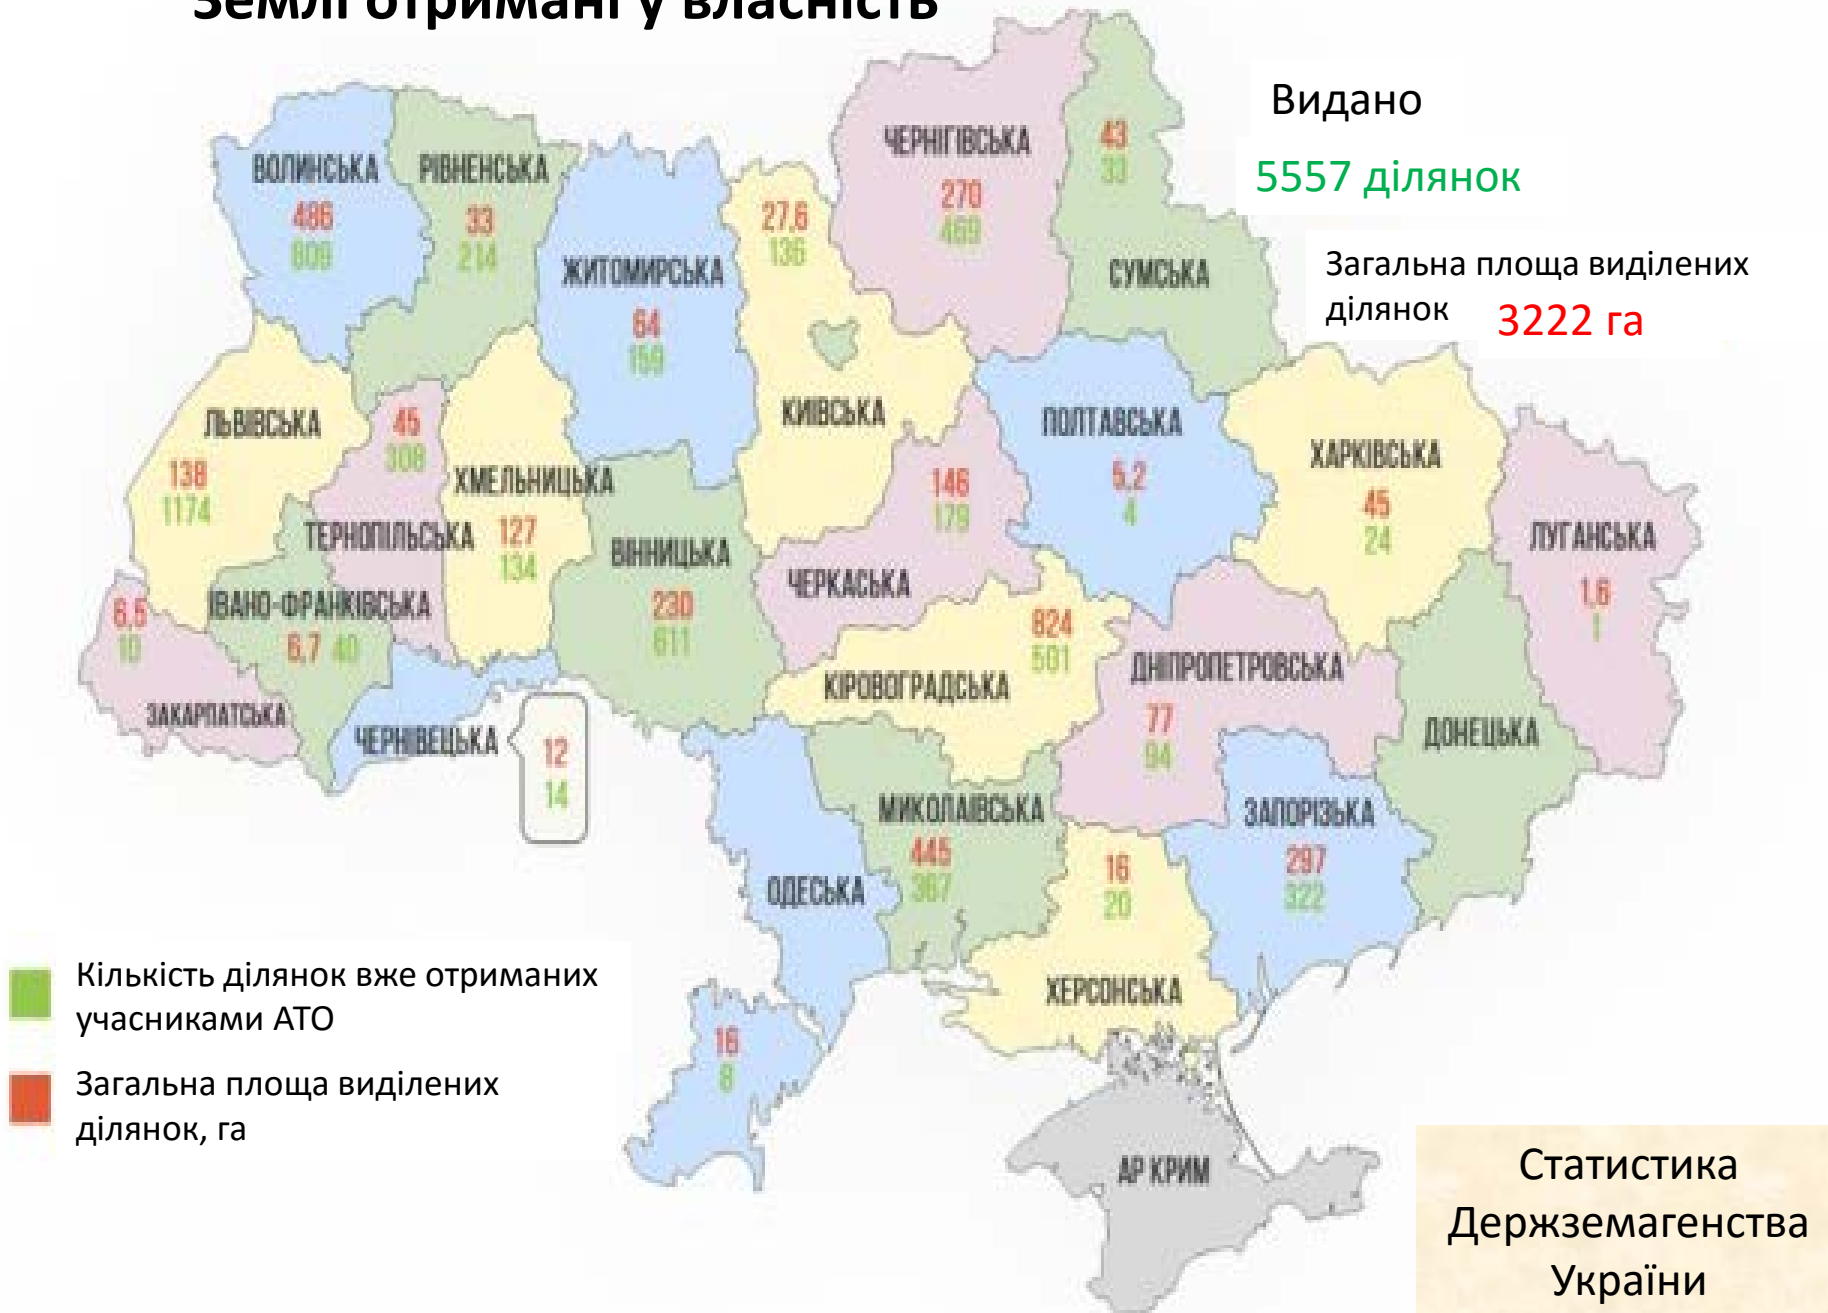 Землі отримані у власність
Видано
5557 ділянок
Загальна площа виділених
ділянок 3222 га
ВОЛИНСЬКА
486
809
РІВНЕНСЬКА
33
214
ЖИТОМИРСЬКА
64
159
27,6
136
КИЇВСЬКА
ЧЕРНІГІВСЬКА
270
469
43
33
СУМСЬКА
ЛЬВІВСЬКА
138
1174
45
308
ТЕРНОПІЛЬСЬКА
ХМЕЛЬНИЦЬКА
127
134
ВІННИЦЬКА
230
611
146
179
ЧЕРКАСЬКА
ПОЛТАВСЬКА
5,2
4
ХАРКІВСЬКА
45
24
ЛУГАНСЬКА
1,6
1
ІВАНО-ФРАНКІВСЬКА
6,7 40
6,5
10
ЗАКАРПАТСЬКА
ЧЕРНІВЕЦЬКА
12
14
824
501
КІРОВОГРАДСЬКА
ДНІПРОПЕТРОВСЬКА
77
94
ДОНЕЦЬКА
МИКОЛАЇВСЬКА
445
367
ЗАПОРІЗЬКА
297
322
ОДЕСЬКА
16
8
16
20
ХЕРСОНСЬКА
АР КРИМ
Кількість ділянок вже отриманих
учасниками АТО
Загальна площа виділених
ділянок, га
Статистика
Держземагенства
України